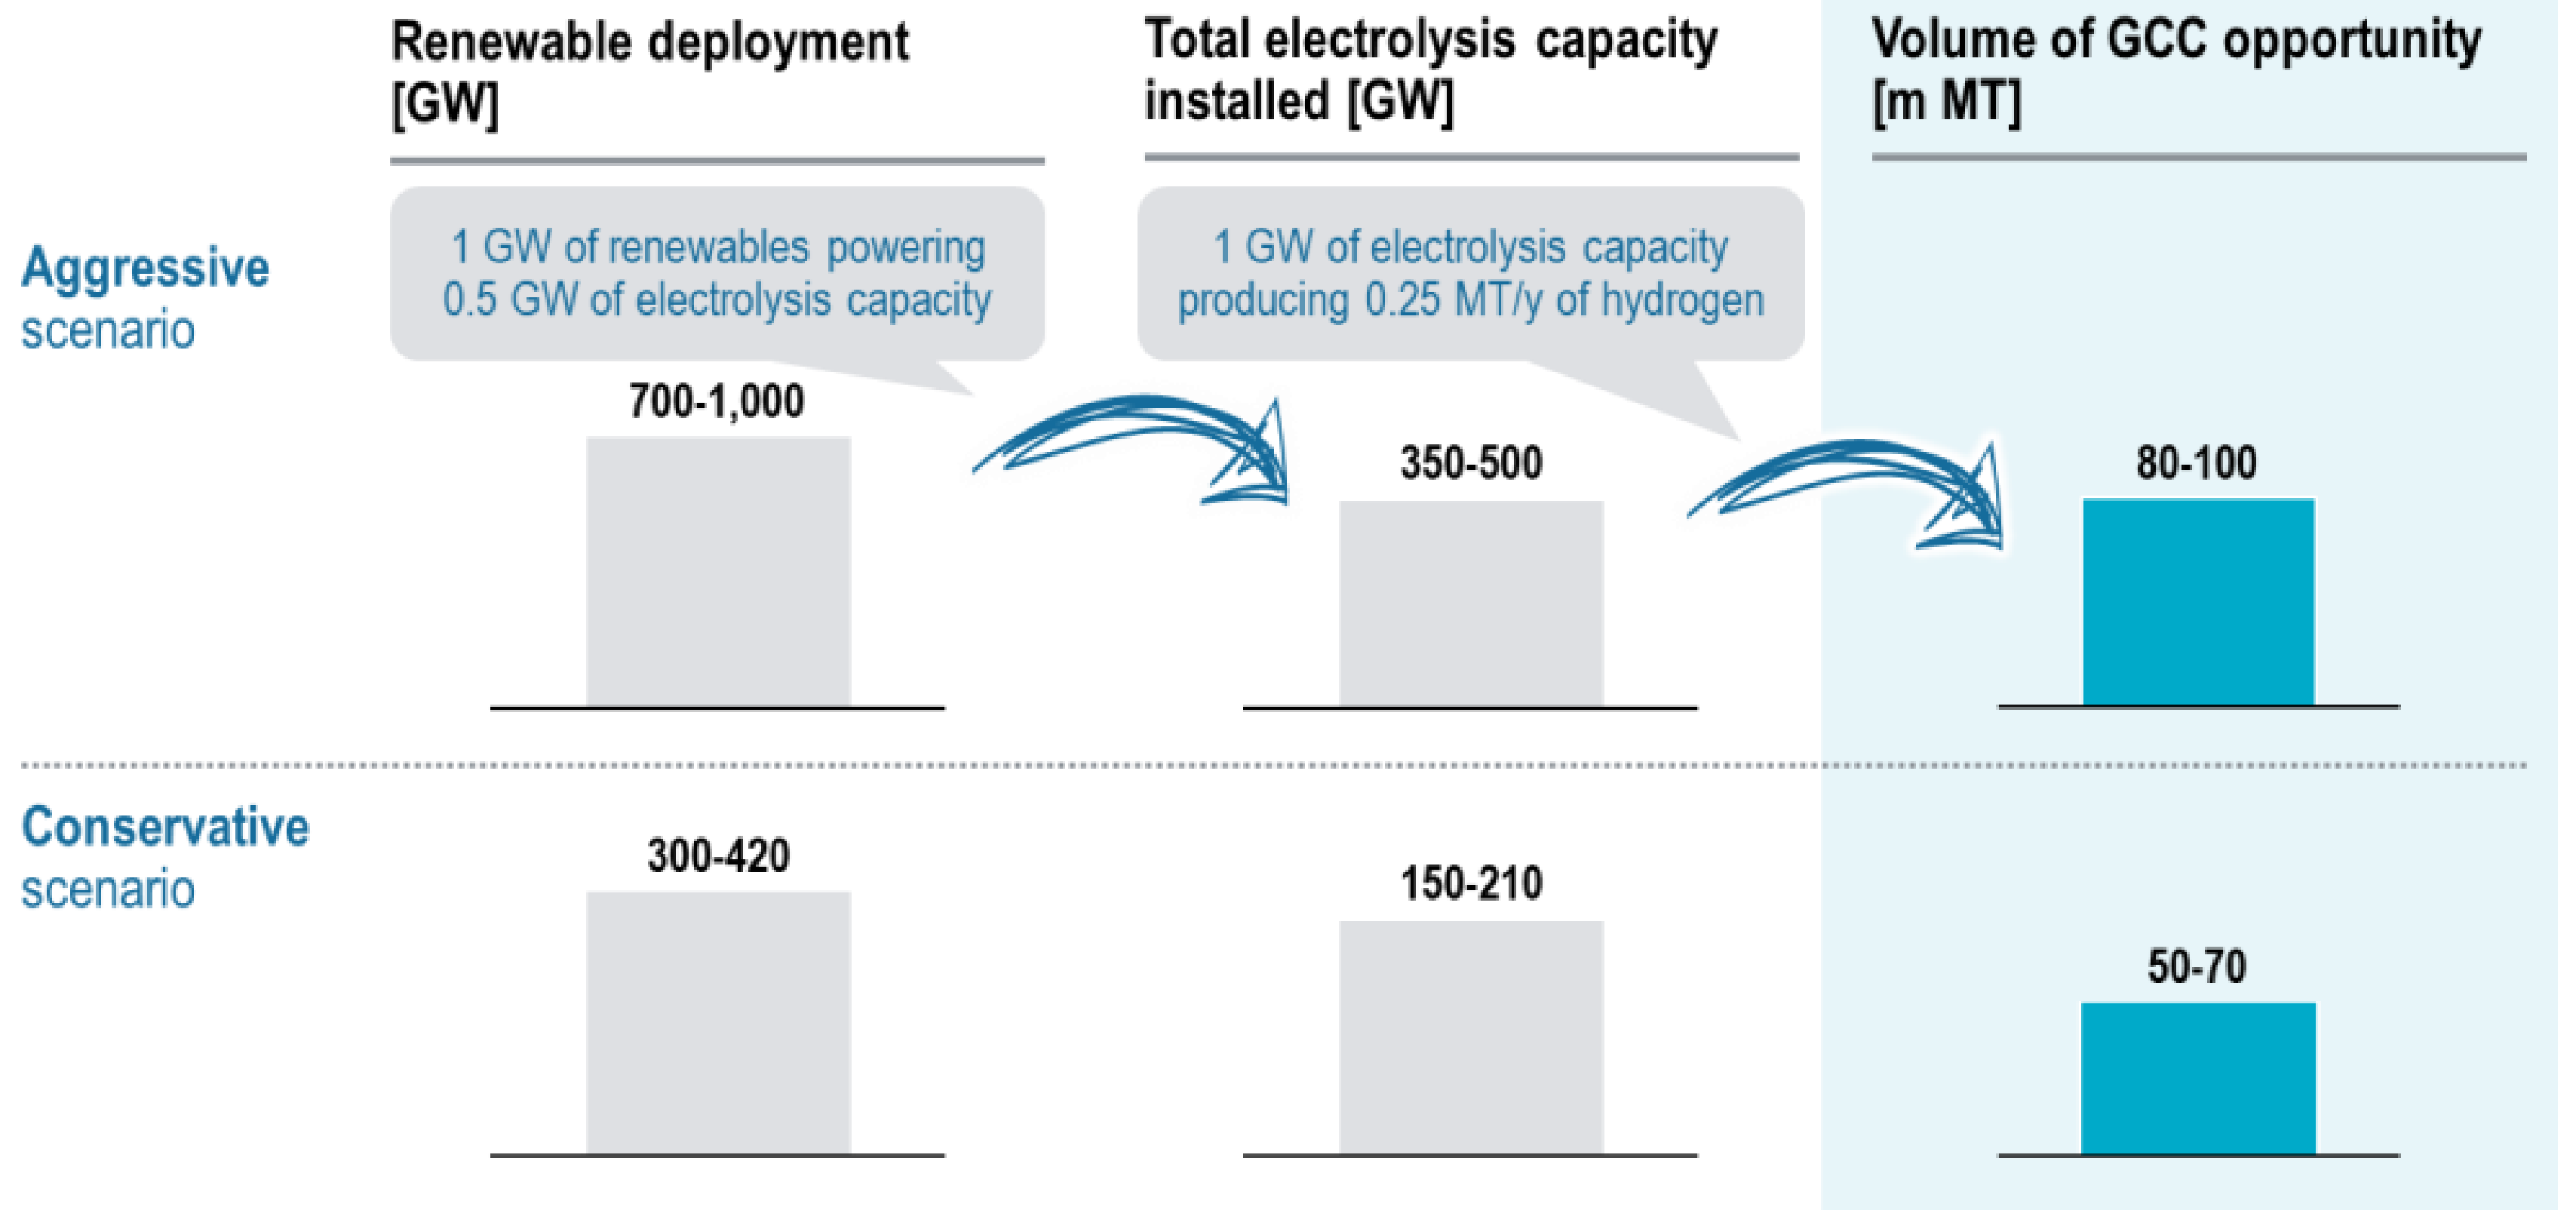 Renewable deployment
[GW]
Total electrolysis capacity
installed [GW]
Volume of GCC opportunity
[m MT]
Aggressive
scenario
1 GW of renewables powering
0.5 GW of electrolysis capacity
1 GW of electrolysis capacity
producing 0.25 MT/y of hydrogen
700-1,000
350-500
80-100
Conservative
scenario
300-420
150-210
50-70